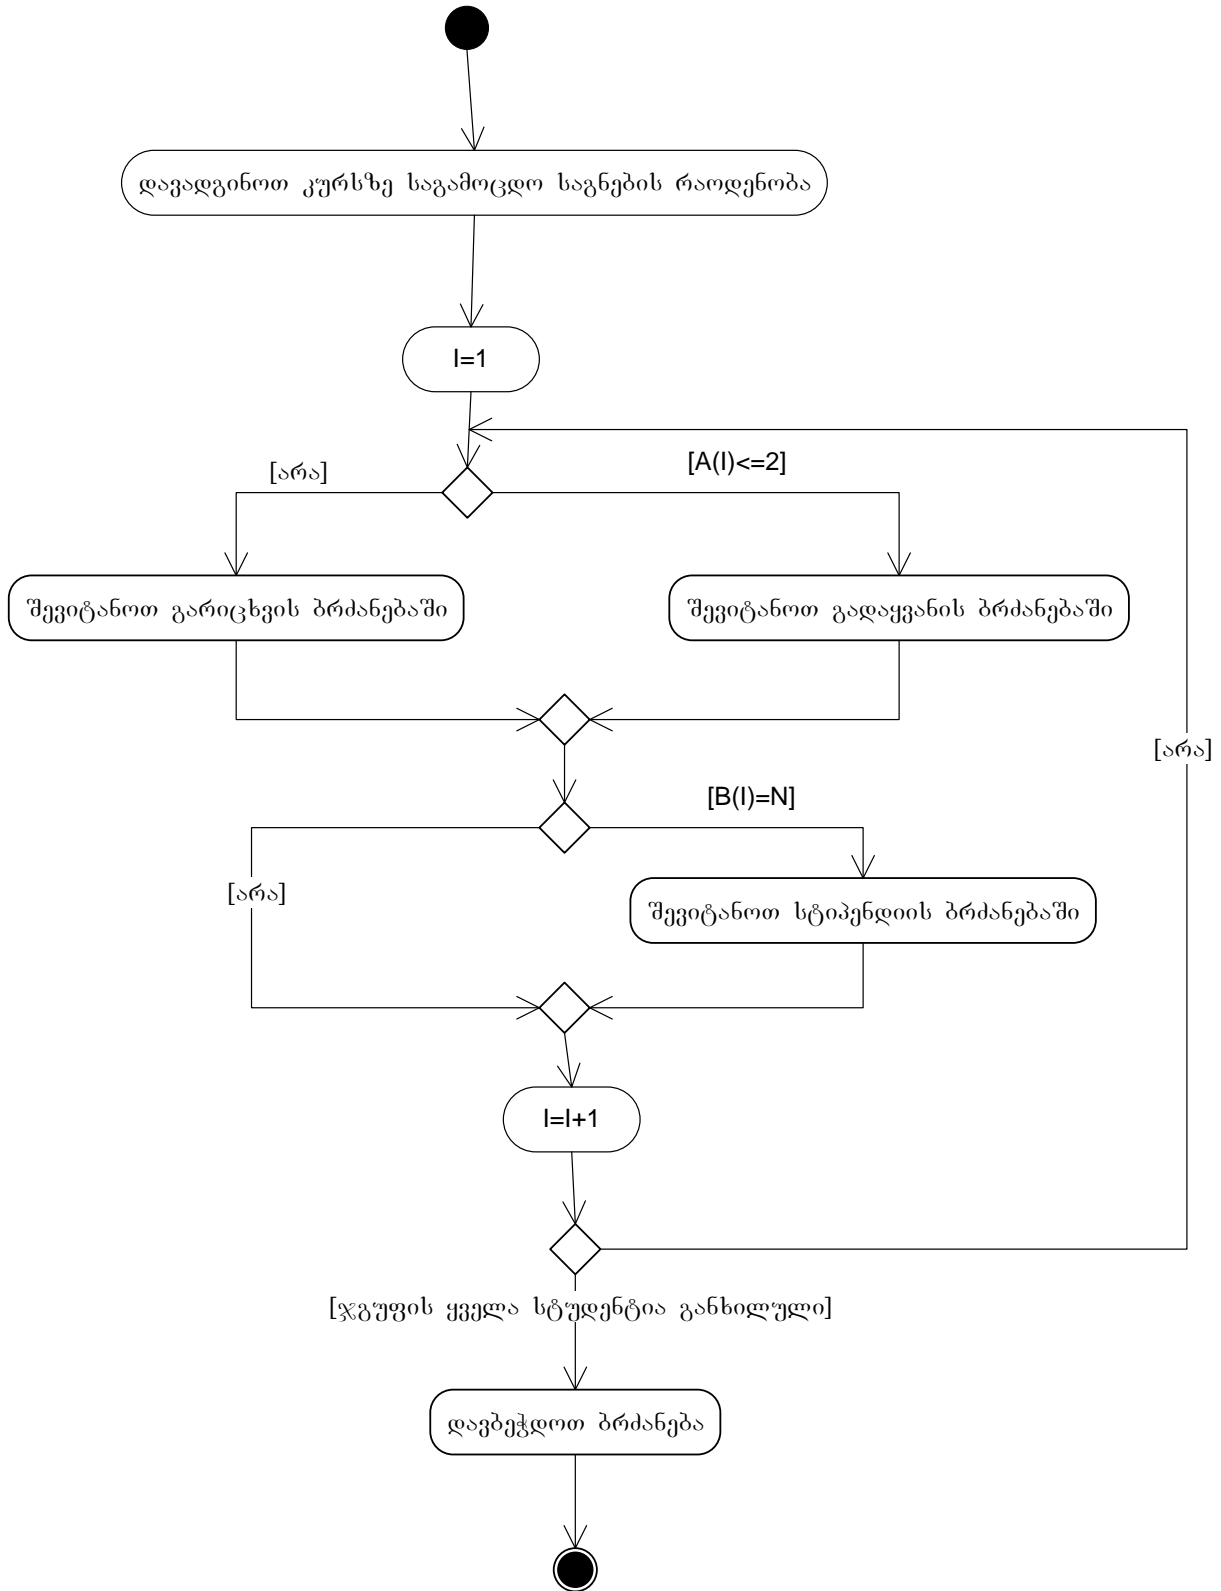 დავადგინოთ კურსზე საგამოცდო საგნების რაოდენობა
I=1
[არა]
[A(I)<=2]
შევიტანოთ გარიცხვის ბრძანებაში
შევიტანოთ გადაყვანის ბრძანებაში
[არა]
[B(I)=N]
[არა]
შევიტანოთ სტიპენდიის ბრძანებაში
I=I+1
[ჯგუფის ყველა სტუდენტია განხილული]
დავბეჭდოთ ბრძანება